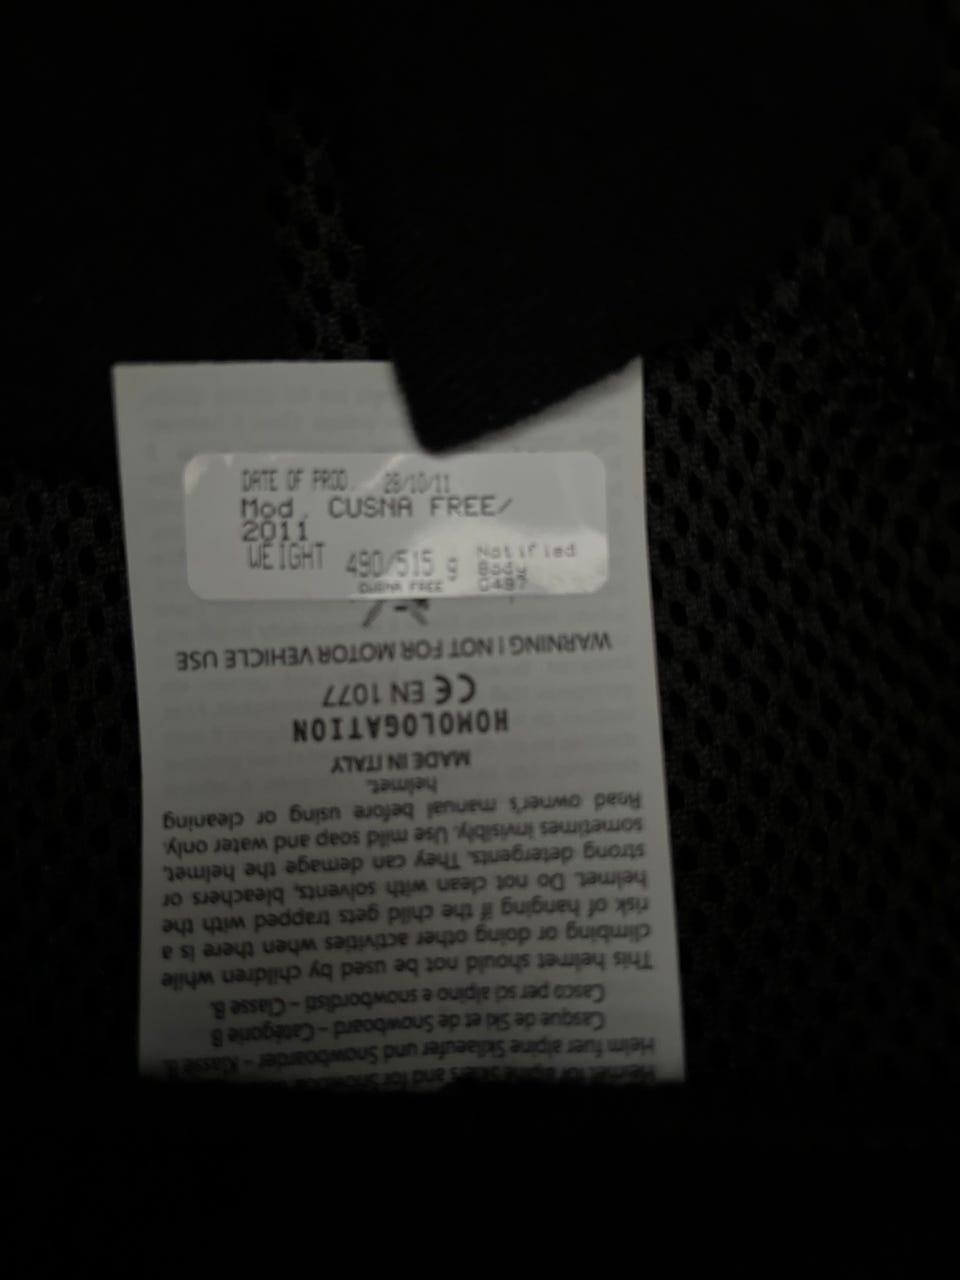 DATE OF PROD. 28/10/11
Mod. CUSNA FREE/
2011
WEIGHT 490/515 g
Notified
Body
0497
CUSNA FREE
Helm fuer alpine Skilaeufer und Snowboarder - Klasse B.
Casque de Ski et de Snowboard - Catégorie B
Casco per sci alpino e snowbordisti - Classe B.
This helmet should not be used by children while
climbing or doing other activities when there is a
risk of hanging if the child gets trapped with the
helmet. Do not clean with solvents, bleachers or
strong detergents. They can demage the helmet,
sometimes invisibly. Use mild soap and water only.
Read owner's manual before using or cleaning
helmet.
MADE IN ITALY
HOMOLOGATION
CE EN 1077
WARNING ! NOT FOR MOTOR VEHICLE USE